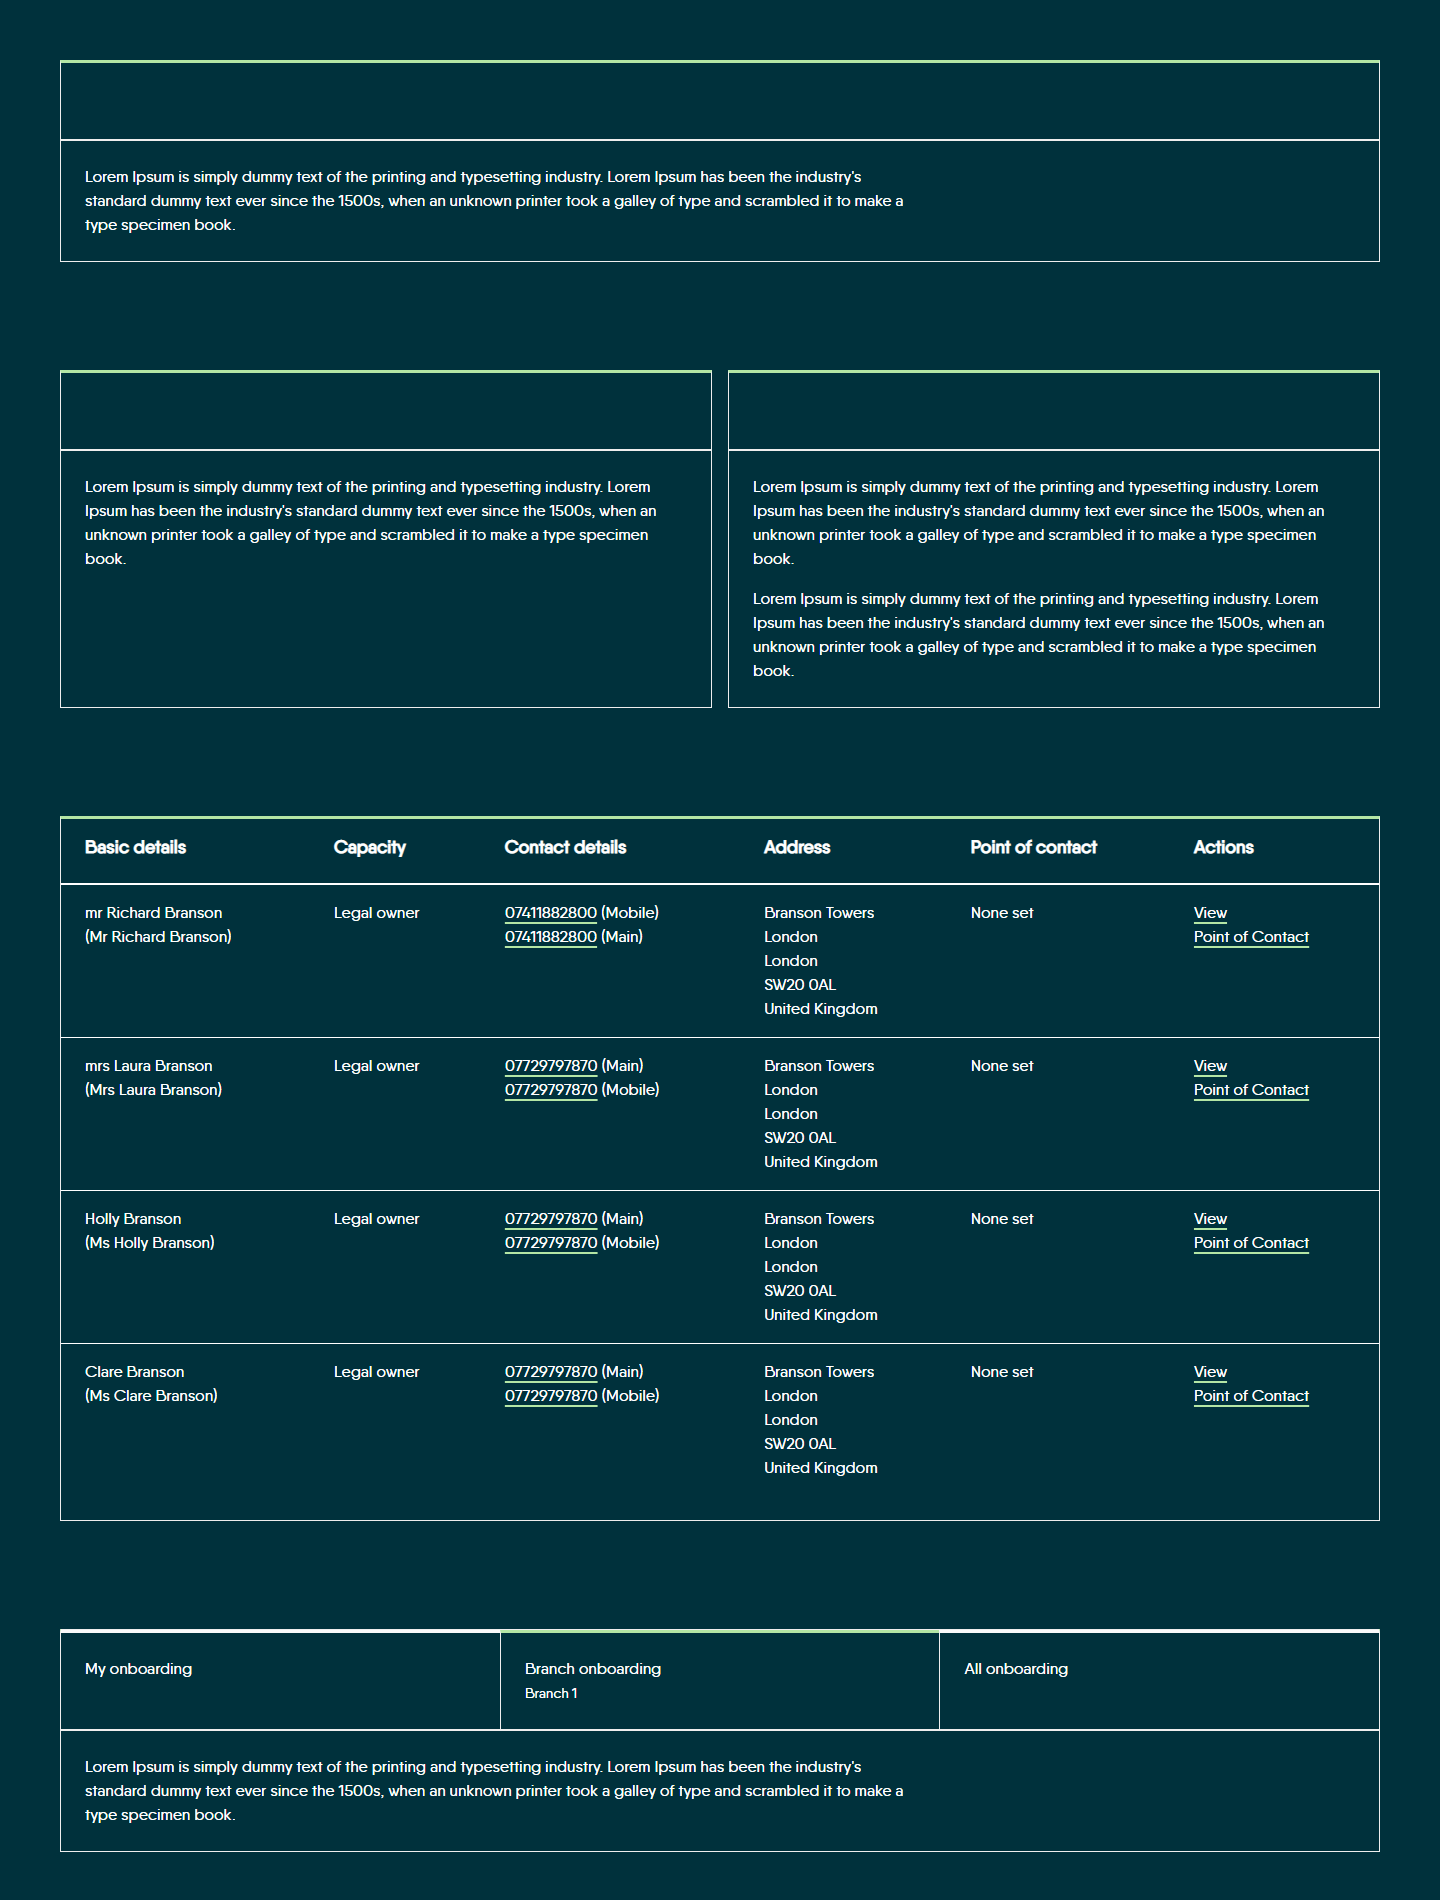 Lorem Ipsum is simply dummy text of the printing and typesetting industry. Lorem Ipsum has been the industry's
standard dummy text ever since the 1500s, when an unknown printer took a galley of type and scrambled it to make a
type specimen book.
Lorem Ipsum is simply dummy text of the printing and typesetting industry. Lorem
Ipsum has been the industry's standard dummy text ever since the 1500s, when an
unknown printer took a galley of type and scrambled it to make a type specimen
book.
Lorem Ipsum is simply dummy text of the printing and typesetting industry. Lorem
Ipsum has been the industry's standard dummy text ever since the 1500s, when an
unknown printer took a galley of type and scrambled it to make a type specimen
book.
Lorem Ipsum is simply dummy text of the printing and typesetting industry. Lorem
Ipsum has been the industry's standard dummy text ever since the 1500s, when an
unknown printer took a galley of type and scrambled it to make a type specimen
book.
Basic details Capacity Contact details Address Point of contact Actions
mr Richard Branson Legal owner 07411882800 (Mobile) Branson Towers None set View
(Mr Richard Branson) 07411882800 (Main) London Point of Contact
London
SW20 0AL
United Kingdom
mrs Laura Branson Legal owner 07729797870 (Main) Branson Towers None set View
(Mrs Laura Branson) 07729797870 (Mobile) London Point of Contact
London
SW20 0AL
United Kingdom
Holly Branson Legal owner 07729797870 (Main) Branson Towers None set View
(Ms Holly Branson) 07729797870 (Mobile) London Point of Contact
London
SW20 0AL
United Kingdom
Clare Branson Legal owner 07729797870 (Main) Branson Towers None set View
(Ms Clare Branson) 07729797870 (Mobile) London Point of Contact
London
SW20 0AL
United Kingdom
My onboarding Branch onboarding All onboarding
Branch 1
Lorem Ipsum is simply dummy text of the printing and typesetting industry. Lorem Ipsum has been the industry's
standard dummy text ever since the 1500s, when an unknown printer took a galley of type and scrambled it to make a
type specimen book.